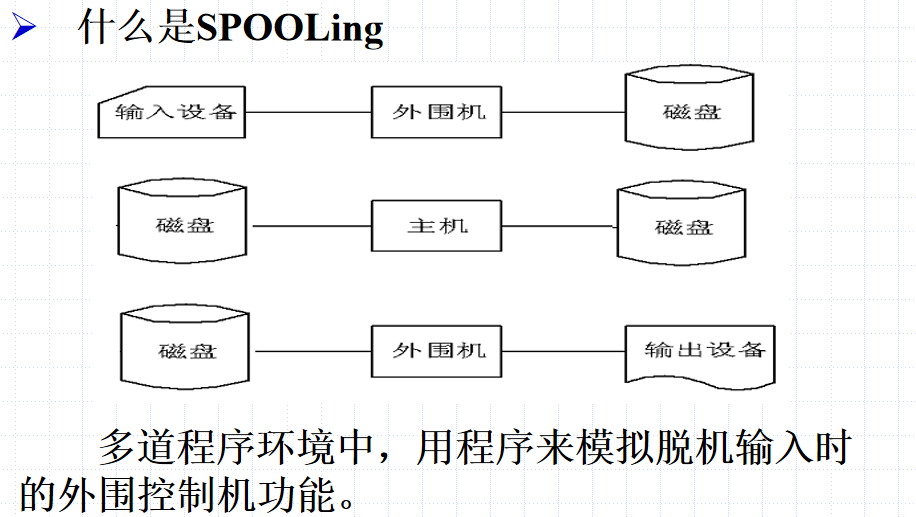 什么是SPOOLing
输入设备 外围机 磁盘
磁盘 主机 磁盘
磁盘 外围机 输出设备
多道程序环境中，用程序来模拟脱机输入时
的外围控制机功能。